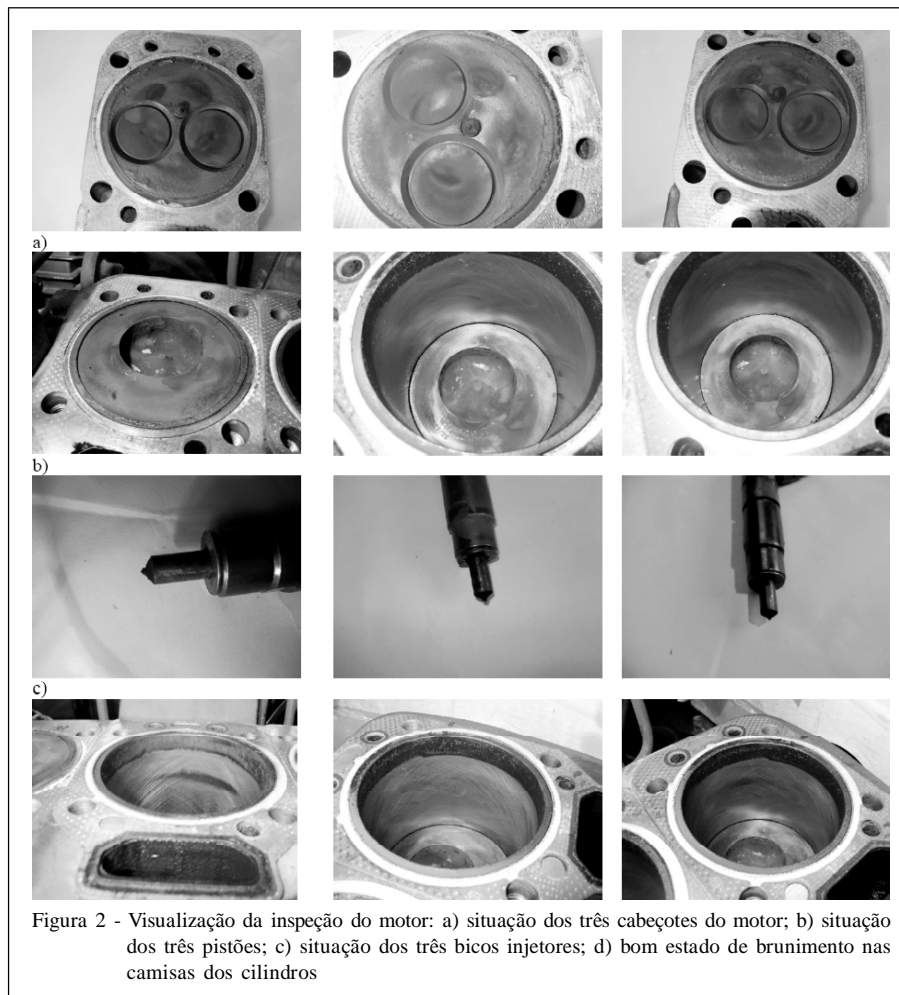 a)
b)
c)
Figura 2 - Visualização da inspeção do motor: a) situação dos três cabeçotes do motor; b) situação
dos três pistões; c) situação dos três bicos injetores; d) bom estado de brunimento nas
camisas dos cilindros